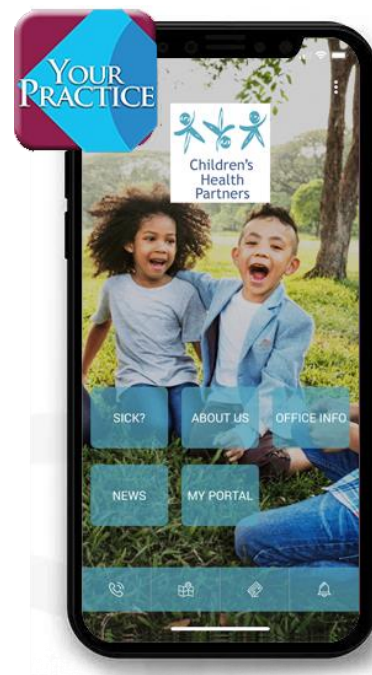 YOUR
PRACTICE
Children's
Health
Partners
SICK?
ABOUT US
OFFICE INFO
NEWS
MY PORTAL